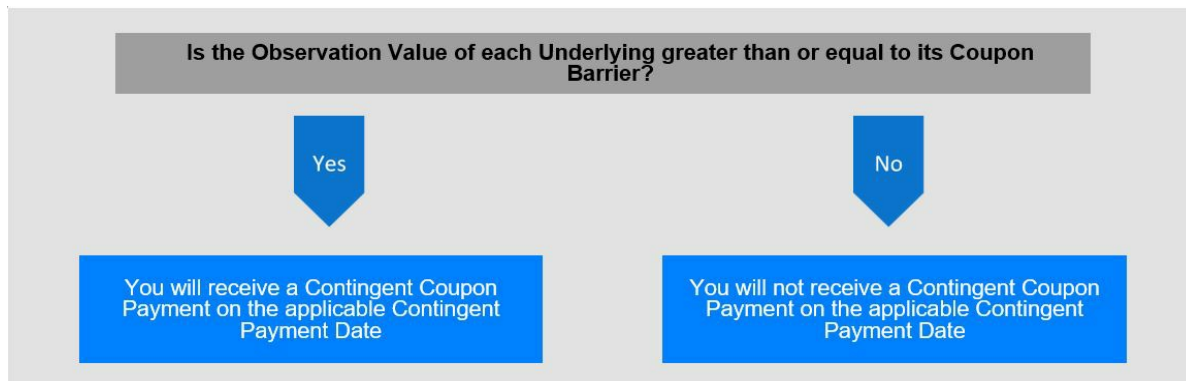 Is the Observation Value of each Underlying greater than or equal to its Coupon
Barrier?
Yes
No
You will receive a Contingent Coupon
Payment on the applicable Contingent
Payment Date
You will not receive a Contingent Coupon
Payment on the applicable Contingent
Payment Date